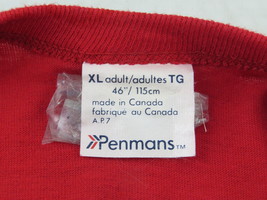 XL adult/adultes TG
46"/115cm
made in Canada
fabrique au Canada
A.P.7
Penmans TM